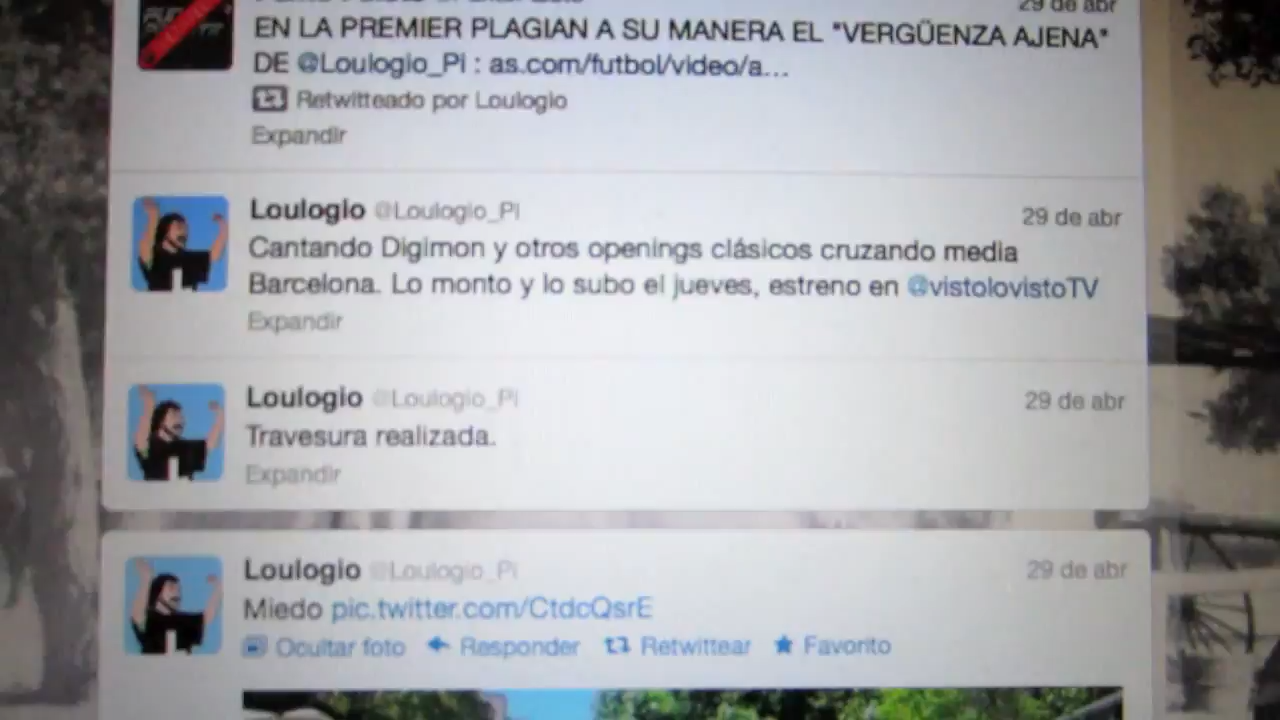 29 de abr
EN LA PREMIER PLAGIAN A SU MANERA EL "VERGÜENZA AJENA"
DE @Loulogio_Pi : as.com/futbol/video/a...
Retwitteado por Loulogio
Expandir
Loulogio @Loulogio_Pi
29 de abr
Cantando Digimon y otros openings clásicos cruzando media
Barcelona. Lo monto y lo subo el jueves, estreno en @vistolovistoTV
Expandir
Loulogio @Loulogio_Pi
29 de abr
Travesura realizada.
Expandir
Loulogio @Loulogio_Pi
29 de abr
Miedo pic.twitter.com/CtdcQsrE
Ocultar foto Responder Retwittear Favorito